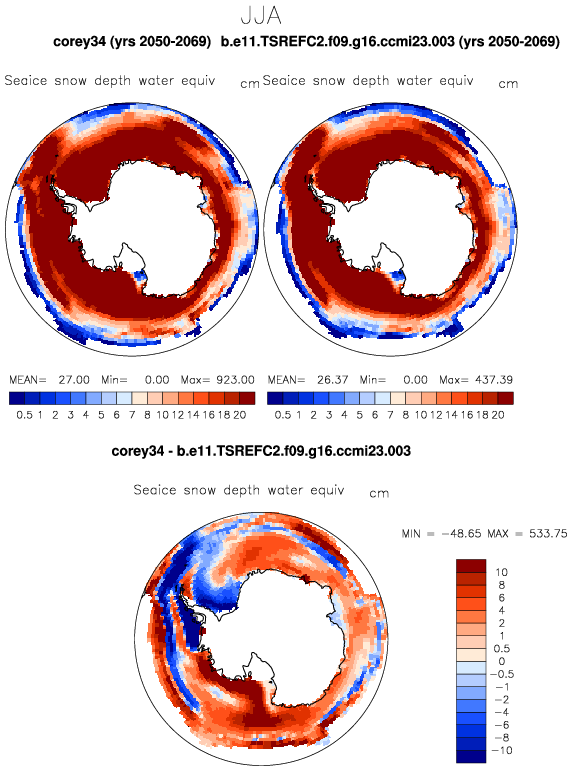 JJA
corey34 (yrs 2050-2069) b.e11.TSREFC2.f09.g16.ccmi23.003 (yrs 2050-2069)
Seaice snow depth water equiv cm Seaice snow depth water equiv cm
MEAN= 27.00 Min= 0.00 Max= 923.00 MEAN= 26.37 Min= 0.00 Max= 437.39
0.5 1 2 3 4 5 6 7 8 10 12 14 16 18 20 0.5 1 2 3 4 5 6 7 8 10 12 14 16 18 20
corey34 - b.e11.TSREFC2.f09.g16.ccmi23.003
Seaice snow depth water equiv cm
MIN = -48.65 MAX = 533.75
10
8
6
4
2
1
0.5
0
-0.5
-1
-2
-4
-6
-8
-10